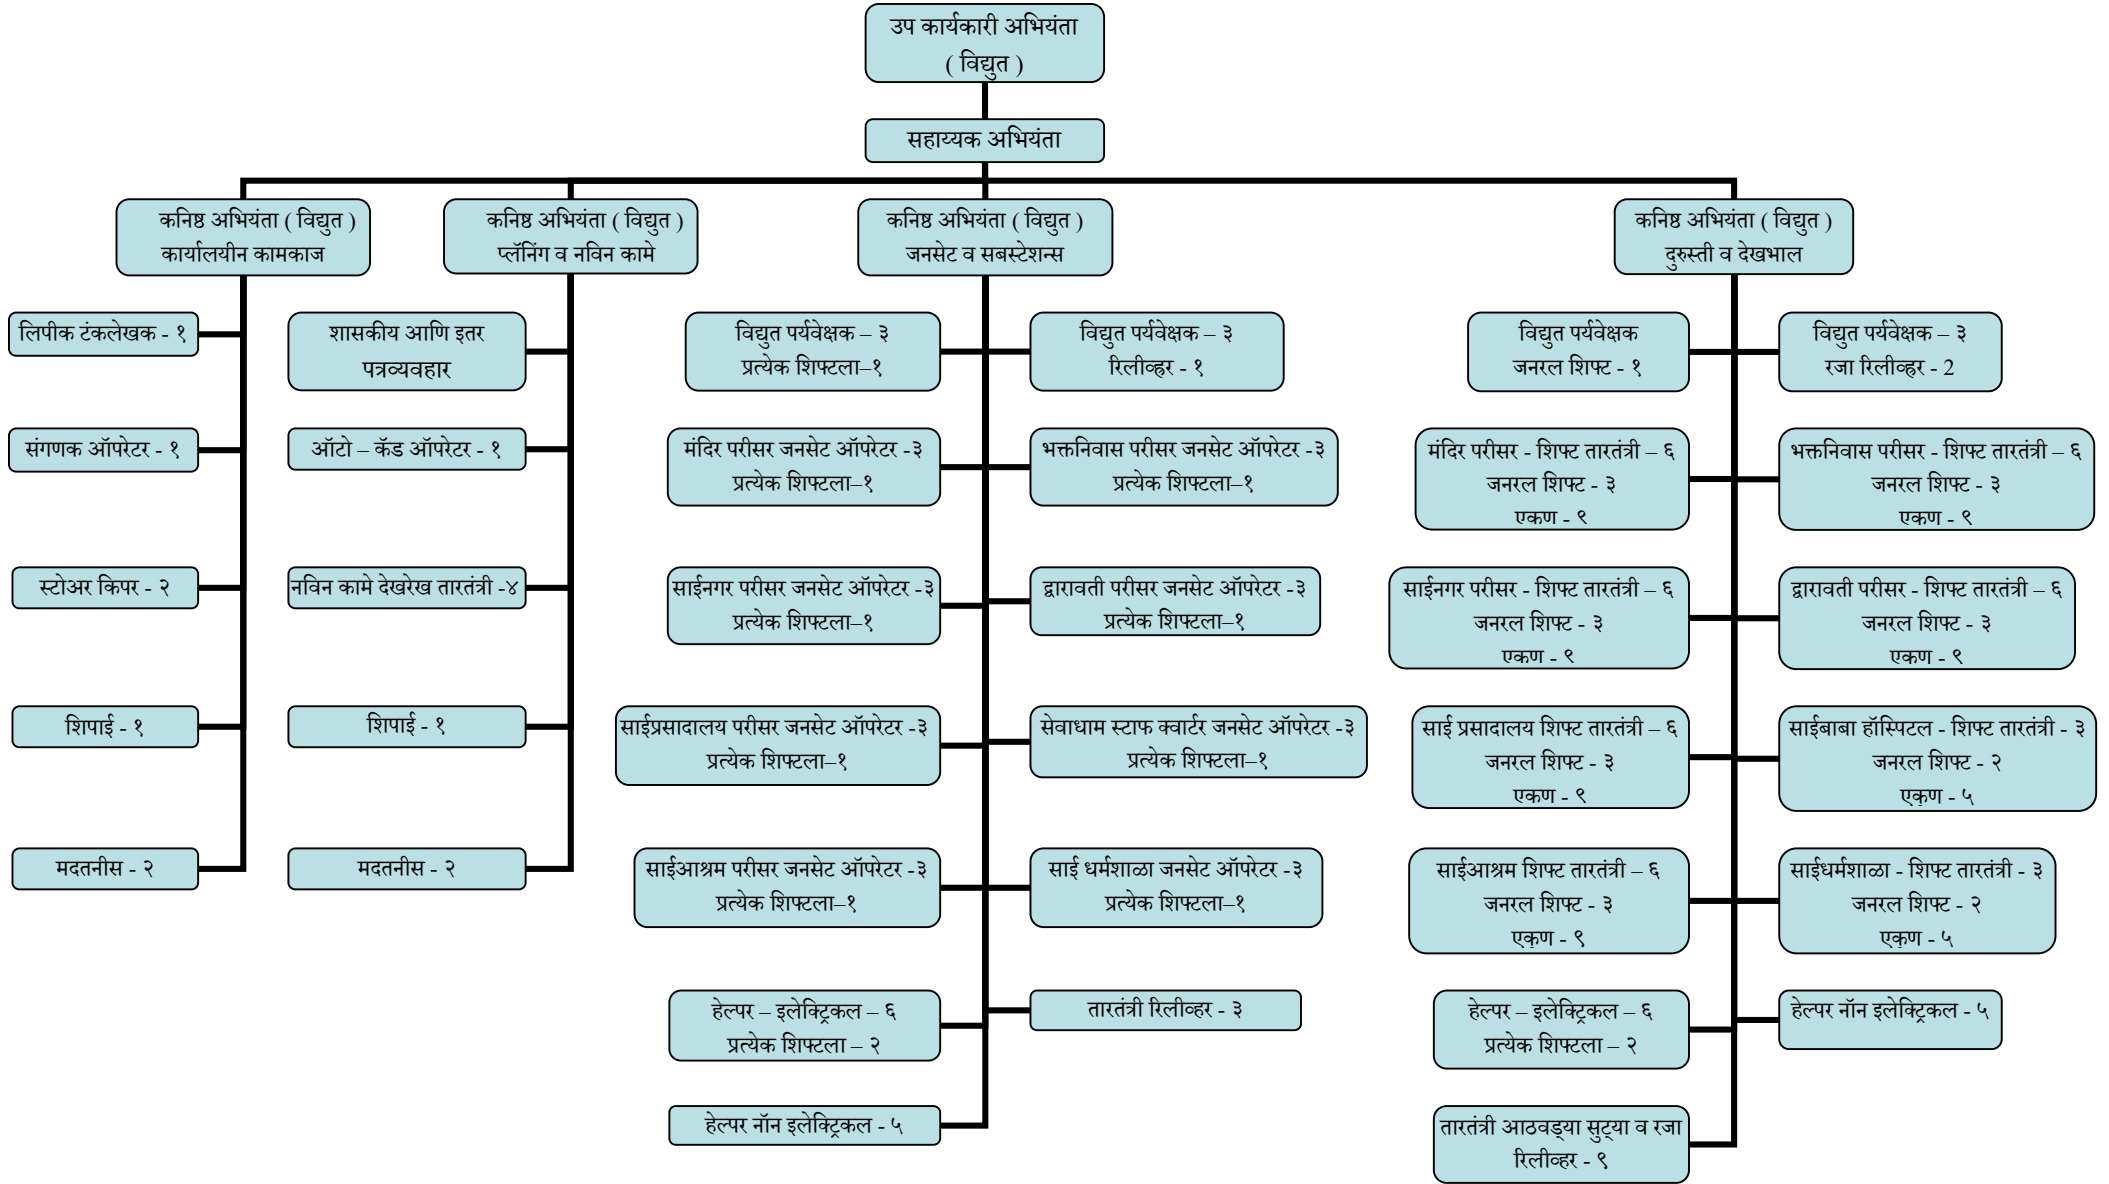 उप कार्यकारी अभियंता
( विद्युत )
सहाय्यक अभियंता
कनिष्ठ अभियंता ( विद्युत )
कार्यालयीन कामकाज
कनिष्ठ अभियंता ( विद्युत )
प्लॅनिंग व नविन कामे
कनिष्ठ अभियंता ( विद्युत )
जनसेट व सबस्टेशन्स
कनिष्ठ अभियंता ( विद्युत )
दुरुस्ती व देखभाल
लिपीक टंकलेखक - १
संगणक ऑपरेटर - १
स्टोअर किपर - २
शिपाई - १
मदतनीस - २
शासकीय आणि इतर
पत्रव्यवहार
ऑटो – कॅड ऑपरेटर - १
नविन कामे देखरेख तारतंत्री -४
शिपाई - १
मदतनीस - २
विद्युत पर्यवेक्षक – ३
प्रत्येक शिफ्टला–१
विद्युत पर्यवेक्षक – ३
रिलीव्ह्रर - १
मंदिर परीसर जनसेट ऑपरेटर -३
प्रत्येक शिफ्टला–१
भक्तनिवास परीसर जनसेट ऑपरेटर -३
प्रत्येक शिफ्टला–१
साईनगर परीसर जनसेट ऑपरेटर -३
प्रत्येक शिफ्टला–१
द्वारावती परीसर जनसेट ऑपरेटर -३
प्रत्येक शिफ्टला–१
साईप्रसादालय परीसर जनसेट ऑपरेटर -३
प्रत्येक शिफ्टला–१
सेवाधाम स्टाफ क्वार्टर जनसेट ऑपरेटर -३
प्रत्येक शिफ्टला–१
साईआश्रम परीसर जनसेट ऑपरेटर -३
प्रत्येक शिफ्टला–१
साई धर्मशाळा जनसेट ऑपरेटर -३
प्रत्येक शिफ्टला–१
हेल्पर – इलेक्ट्रिकल – ६
प्रत्येक शिफ्टला – २
तारतंत्री रिलीव्हर - ३
हेल्पर नॉन इलेक्ट्रिकल - ५
विद्युत पर्यवेक्षक
जनरल शिफ्ट - १
विद्युत पर्यवेक्षक – ३
रजा रिलीव्ह्रर - 2
मंदिर परीसर - शिफ्ट तारतंत्री – ६
जनरल शिफ्ट - ३
एकण - ९
भक्तनिवास परीसर - शिफ्ट तारतंत्री – ६
जनरल शिफ्ट - ३
एकण - ९
साईनगर परीसर - शिफ्ट तारतंत्री – ६
जनरल शिफ्ट - ३
एकण - ९
द्वारावती परीसर - शिफ्ट तारतंत्री – ६
जनरल शिफ्ट - ३
एकण - ९
साई प्रसादालय शिफ्ट तारतंत्री – ६
जनरल शिफ्ट - ३
एकण - ९
साईबाबा हॉस्पिटल - शिफ्ट तारतंत्री - ३
जनरल शिफ्ट - २
एकण - ५
साईआश्रम शिफ्ट तारतंत्री – ६
जनरल शिफ्ट - ३
एकण - ९
साईधर्मशाळा - शिफ्ट तारतंत्री - ३
जनरल शिफ्ट - २
एकण - ५
हेल्पर – इलेक्ट्रिकल – ६
प्रत्येक शिफ्टला – २
हेल्पर नॉन इलेक्ट्रिकल - ५
तारतंत्री आठवड्या सुट्या व रजा
रिलीव्हर - ९